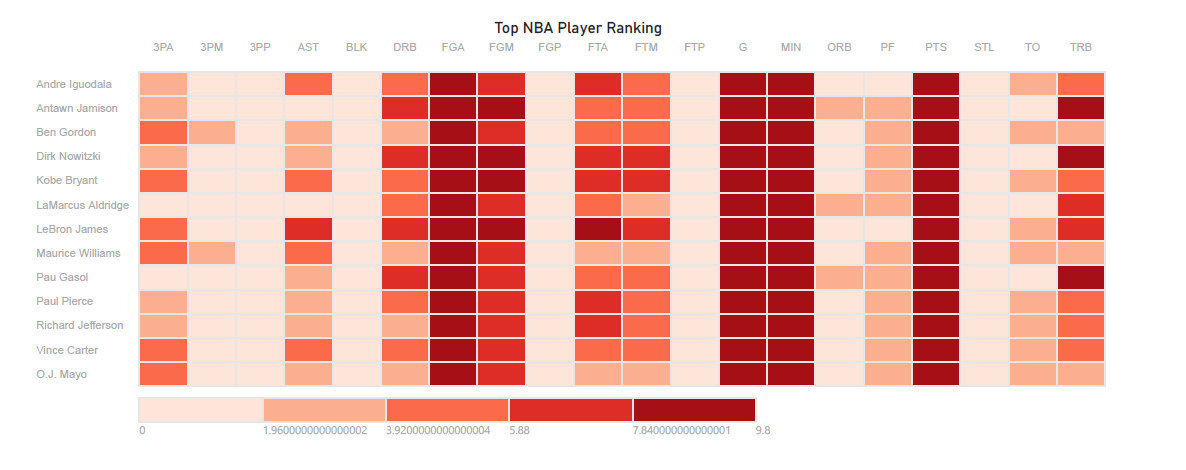 Top NBA Player Ranking
3PA 3PM 3PP AST BLK DRB FGA FGM FGP FTA FTM FTP G MIN ORB PF PTS STL TO TRB
Andre Iguodala
Antawn Jamison
Ben Gordon
Dirk Nowitzki
Kobe Bryant
LaMarcus Aldridge
LeBron James
Maurice Williams
Pau Gasol
Paul Pierce
Richard Jefferson
Vince Carter
O.J. Mayo
0 1.9600000000000002 3.9200000000000004 5.88 7.840000000000001 9.8